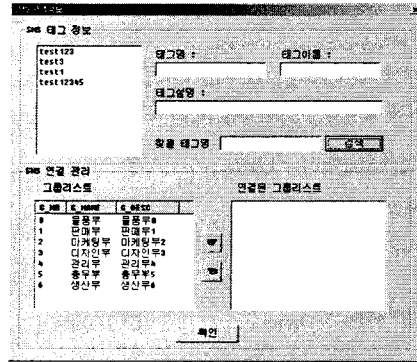 SMS 태그 정보
test123
test3
test1
test12345
태그명 :
태그이름 :
태그설명 :
찾을 태그명
검색
SMS 연결 관리
그룹리스트
연결된 그룹리스트
G_NO G_NAME G_DESC
0 물품부 물품부0
1 판매부 판매부1
2 마케팅부 마케팅부2
3 디자인부 디자인부3
4 관리부 관리부4
5 총무부 총무부5
6 생산부 생산부6
확인